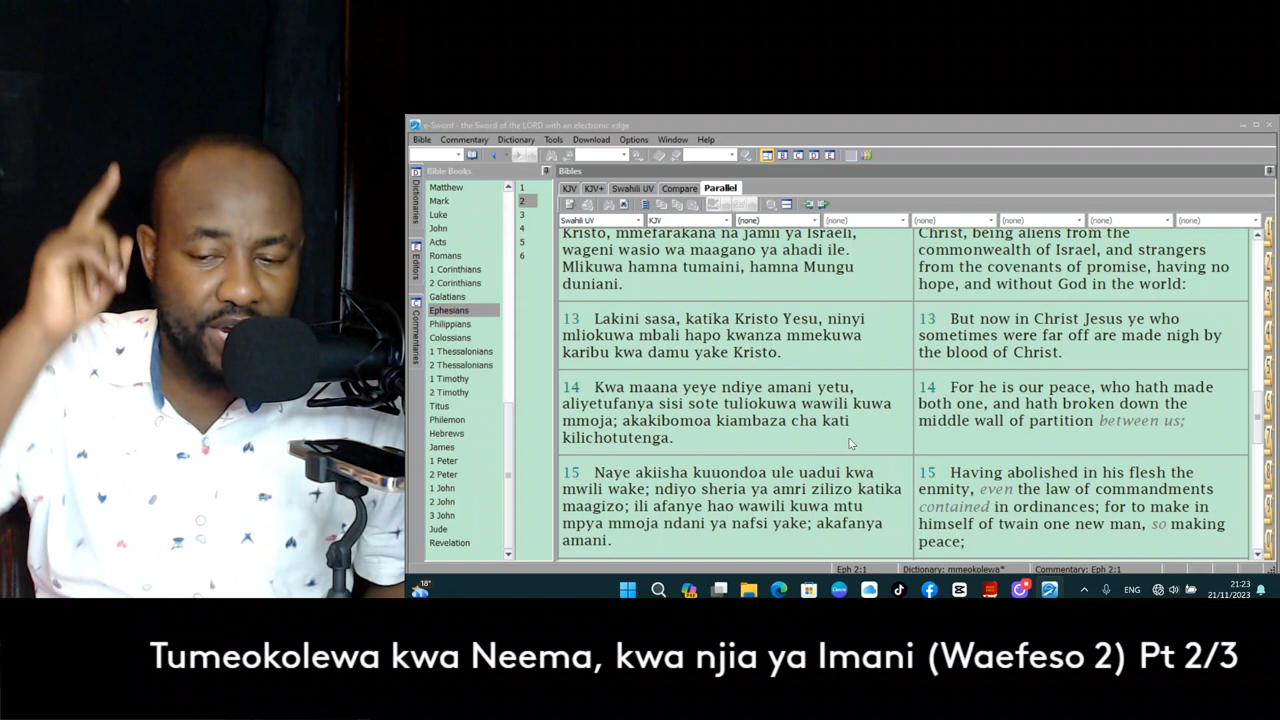 e-Sword - the Sword of the LORD with an electronic edge
Bible Commentary Dictionary Tools Download Options Window Help
Bible Books
Bibles
KJV KJV+ Swahili UV Compare Parallel
Swahili UV KJV (none) (none) (none) (none) (none) (none)
Dictionaries
Editors
Commentaries
Matthew
Mark
Luke
John
Acts
Romans
1 Corinthians
2 Corinthians
Galatians
Ephesians
Philippians
Colossians
1 Thessalonians
2 Thessalonians
1 Timothy
2 Timothy
Titus
Philemon
Hebrews
James
1 Peter
2 Peter
1 John
2 John
3 John
Jude
Revelation
1
2
3
4
5
6
Kristo, mmefarakana na jamii ya Israeli,
wageni wasio wa maagano ya ahadi ile.
Mlikuwa hamna tumaini, hamna Mungu
duniani.
13 Lakini sasa, katika Kristo Yesu, ninyi
mliokuwa mbali hapo kwanza mmekuwa
karibu kwa damu yake Kristo.
14 Kwa maana yeye ndiye amani yetu,
aliyetufanya sisi sote tuliokuwa wawili kuwa
mmoja; akakibomoa kiambaza cha kati
kilichotutenga.
15 Naye akiisha kuuondoa ule uadui kwa
mwili wake; ndiyo sheria ya amri zilizo katika
maagizo; ili afanye hao wawili kuwa mtu
mpya mmoja ndani ya nafsi yake; akafanya
amani.
Christ, being aliens from the
commonwealth of Israel, and strangers
from the covenants of promise, having no
hope, and without God in the world:
13 But now in Christ Jesus ye who
sometimes were far off are made nigh by
the blood of Christ.
14 For he is our peace, who hath made
both one, and hath broken down the
middle wall of partition between us;
15 Having abolished in his flesh the
enmity, even the law of commandments
contained in ordinances; for to make in
himself of twain one new man, so making
peace;
Eph 2:1 Dictionary: mmeokolewa* Commentary: Eph 2:1
18°
ENG
21:23
21/11/2023
Tumeokolewa kwa Neema, kwa njia ya Imani (Waefeso 2) Pt 2/3